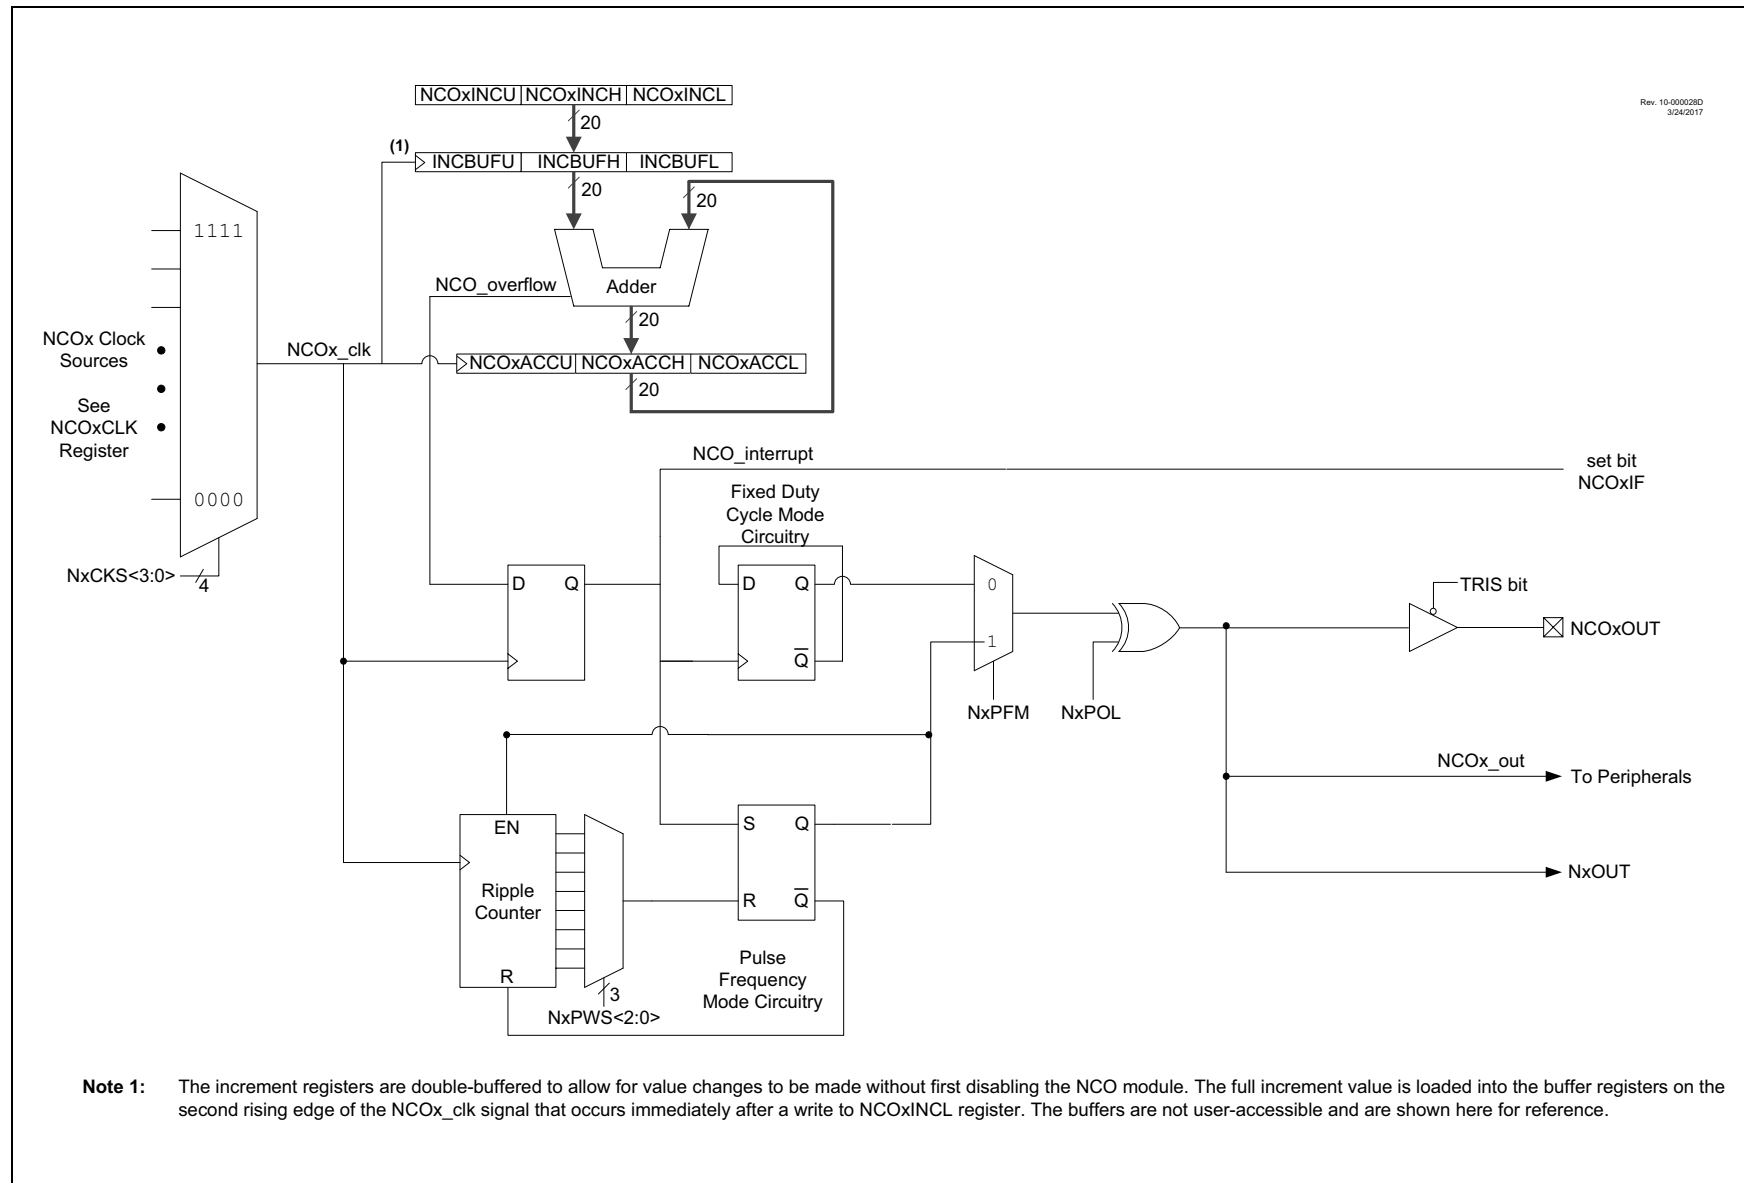 Rev. 10-000028D
3/24/2017
NCOxINCU NCOxINCH NCOxINCL
20
(1)
INCBUFU INCBUFH INCBUFL
20
20
1111
NCO_overflow
Adder
20
NCOx Clock
Sources
NCOx_clk
NCOxACCU NCOxACCH NCOxACCL
20
See
NCOxCLK
Register
NCO_interrupt
set bit
NCOxIF
0000
Fixed Duty
Cycle Mode
Circuitry
NxCKS<3:0>
4
D Q
D Q
0
TRIS bit
NCOxOUT
1
Q
NxPFM
NxPOL
NCOx_out
To Peripherals
EN
S Q
Ripple
Counter
R Q
NxOUT
R
3
NxPWS<2:0>
Pulse
Frequency
Mode Circuitry
Note 1: The increment registers are double-buffered to allow for value changes to be made without first disabling the NCO module. The full increment value is loaded into the buffer registers on the
second rising edge of the NCOx_clk signal that occurs immediately after a write to NCOxINCL register. The buffers are not user-accessible and are shown here for reference.